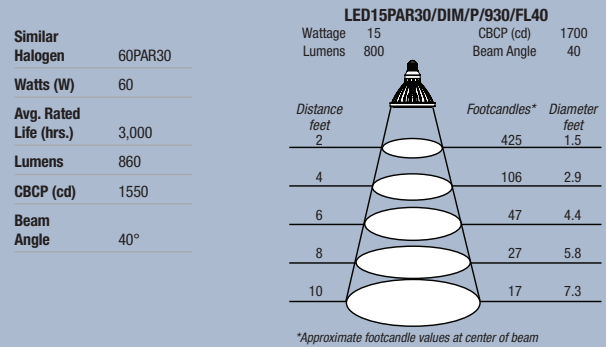 Similar
Halogen 60PAR30
Watts (W) 60
Avg. Rated
Life (hrs.) 3,000
Lumens 860
CBCP (cd) 1550
Beam
Angle 40°
LED15PAR30/DIM/P/930/FL40
Wattage 15 CBCP (cd) 1700
Lumens 800 Beam Angle 40
Distance Footcandles* Diameter
feet feet
2 425 1.5
4 106 2.9
6 47 4.4
8 27 5.8
10 17 7.3
*Approximate footcandle values at center of beam